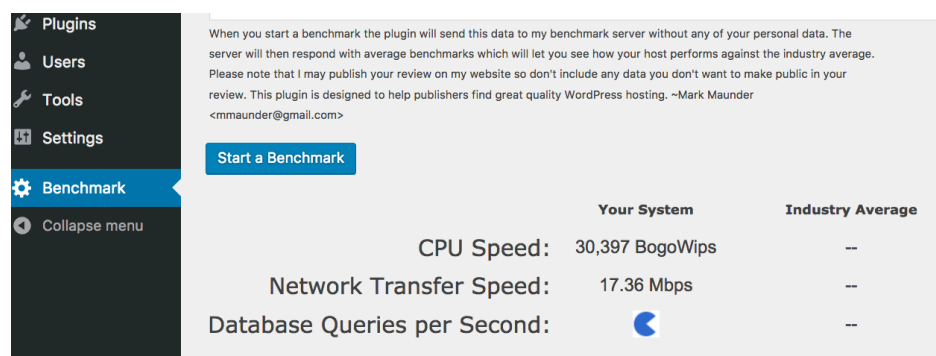 Plugins
Users
Tools
Settings
Benchmark
Collapse menu
When you start a benchmark the plugin will send this data to my benchmark server without any of your personal data. The
server will then respond with average benchmarks which will let you see how your host performs against the industry average.
Please note that I may publish your review on my website so don't include any data you don't want to make public in your
review. This plugin is designed to help publishers find great quality WordPress hosting. ~Mark Maunder
<mmaunder@gmail.com>
Start a Benchmark
Your System Industry Average
CPU Speed: 30,397 BogoWips --
Network Transfer Speed: 17.36 Mbps --
Database Queries per Second: --